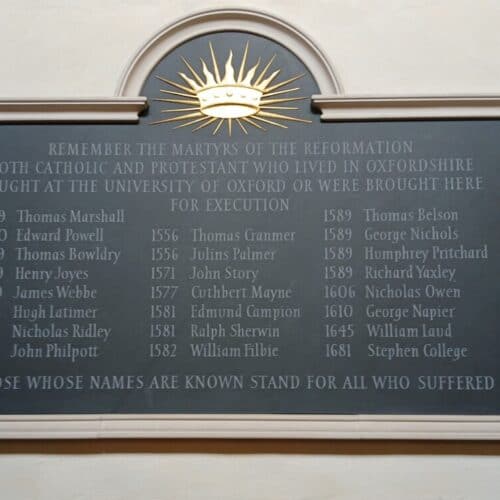 REMEMBER THE MARTYRS OF THE REFORMATION
OTH CATHOLIC AND PROTESTANT WHO LIVED IN OXFORDSHIRE
UGHT AT THE UNIVERSITY OF OXFORD OR WERE BROUGHT HERE
FOR EXECUTION
9 Thomas Marshall
0 Edward Powell
9 Thomas Bowldry
9 Henry Joyes
9 James Webbe
Hugh Latimer
Nicholas Ridley
John Philpott
1556 Thomas Cranmer
1556 Julins Palmer
1571 John Story
1577 Cuthbert Mayne
1581 Edmund Campion
1581 Ralph Sherwin
1582 William Filbie
1589 Thomas Belson
1589 George Nichols
1589 Humphrey Pritchard
1589 Richard Yaxley
1606 Nicholas Owen
1610 George Napier
1645 William Laud
1681 Stephen College
OSE WHOSE NAMES ARE KNOWN STAND FOR ALL WHO SUFFERED